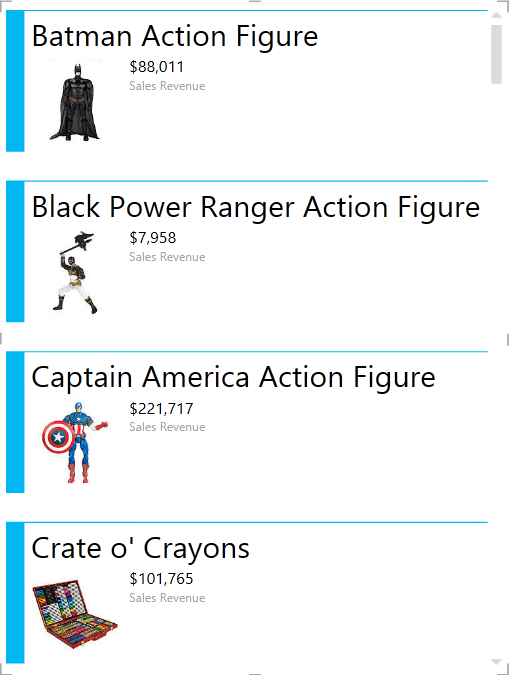 Batman Action Figure
$88,011
Sales Revenue
Black Power Ranger Action Figure
$7,958
Sales Revenue
Captain America Action Figure
$221,717
Sales Revenue
Crate o' Crayons
$101,765
Sales Revenue